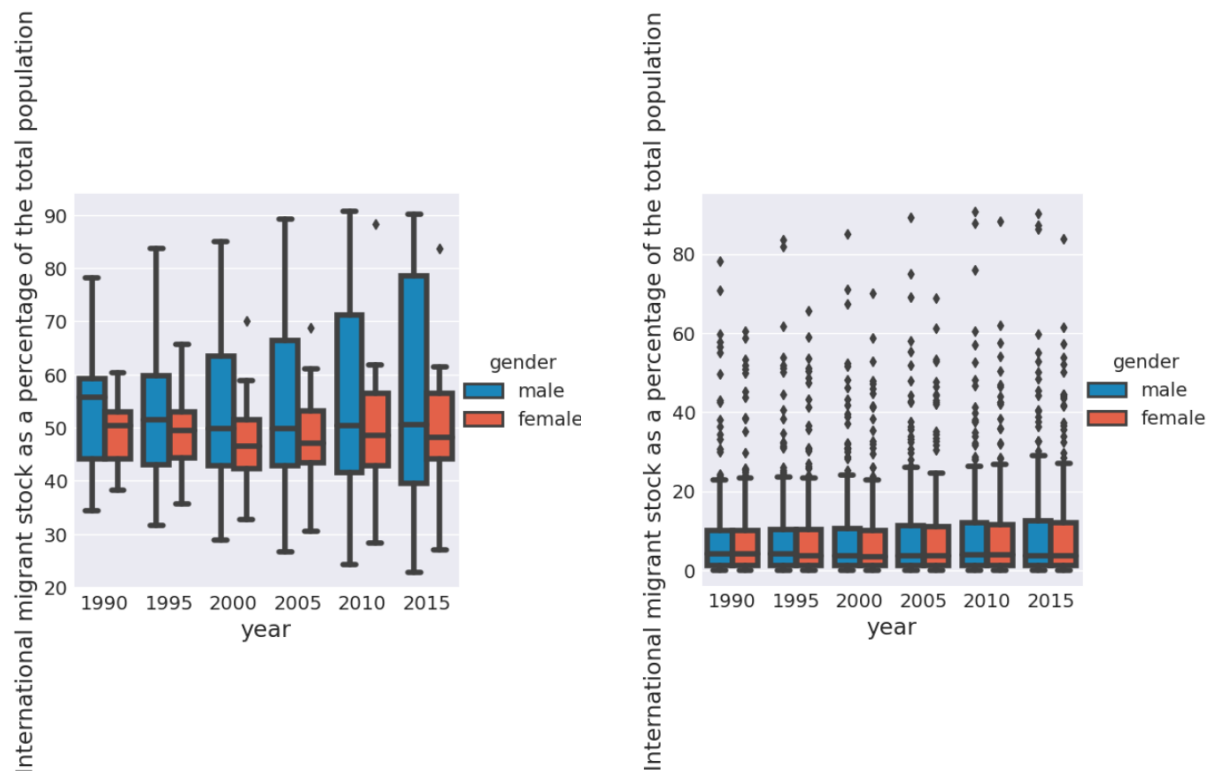 International migrant stock as a percentage of the total population
90
80
70
60
50
40
30
20
1990 1995 2000 2005 2010 2015
year
gender
male
female
International migrant stock as a percentage of the total population
80
60
40
20
0
1990 1995 2000 2005 2010 2015
year
gender
male
female